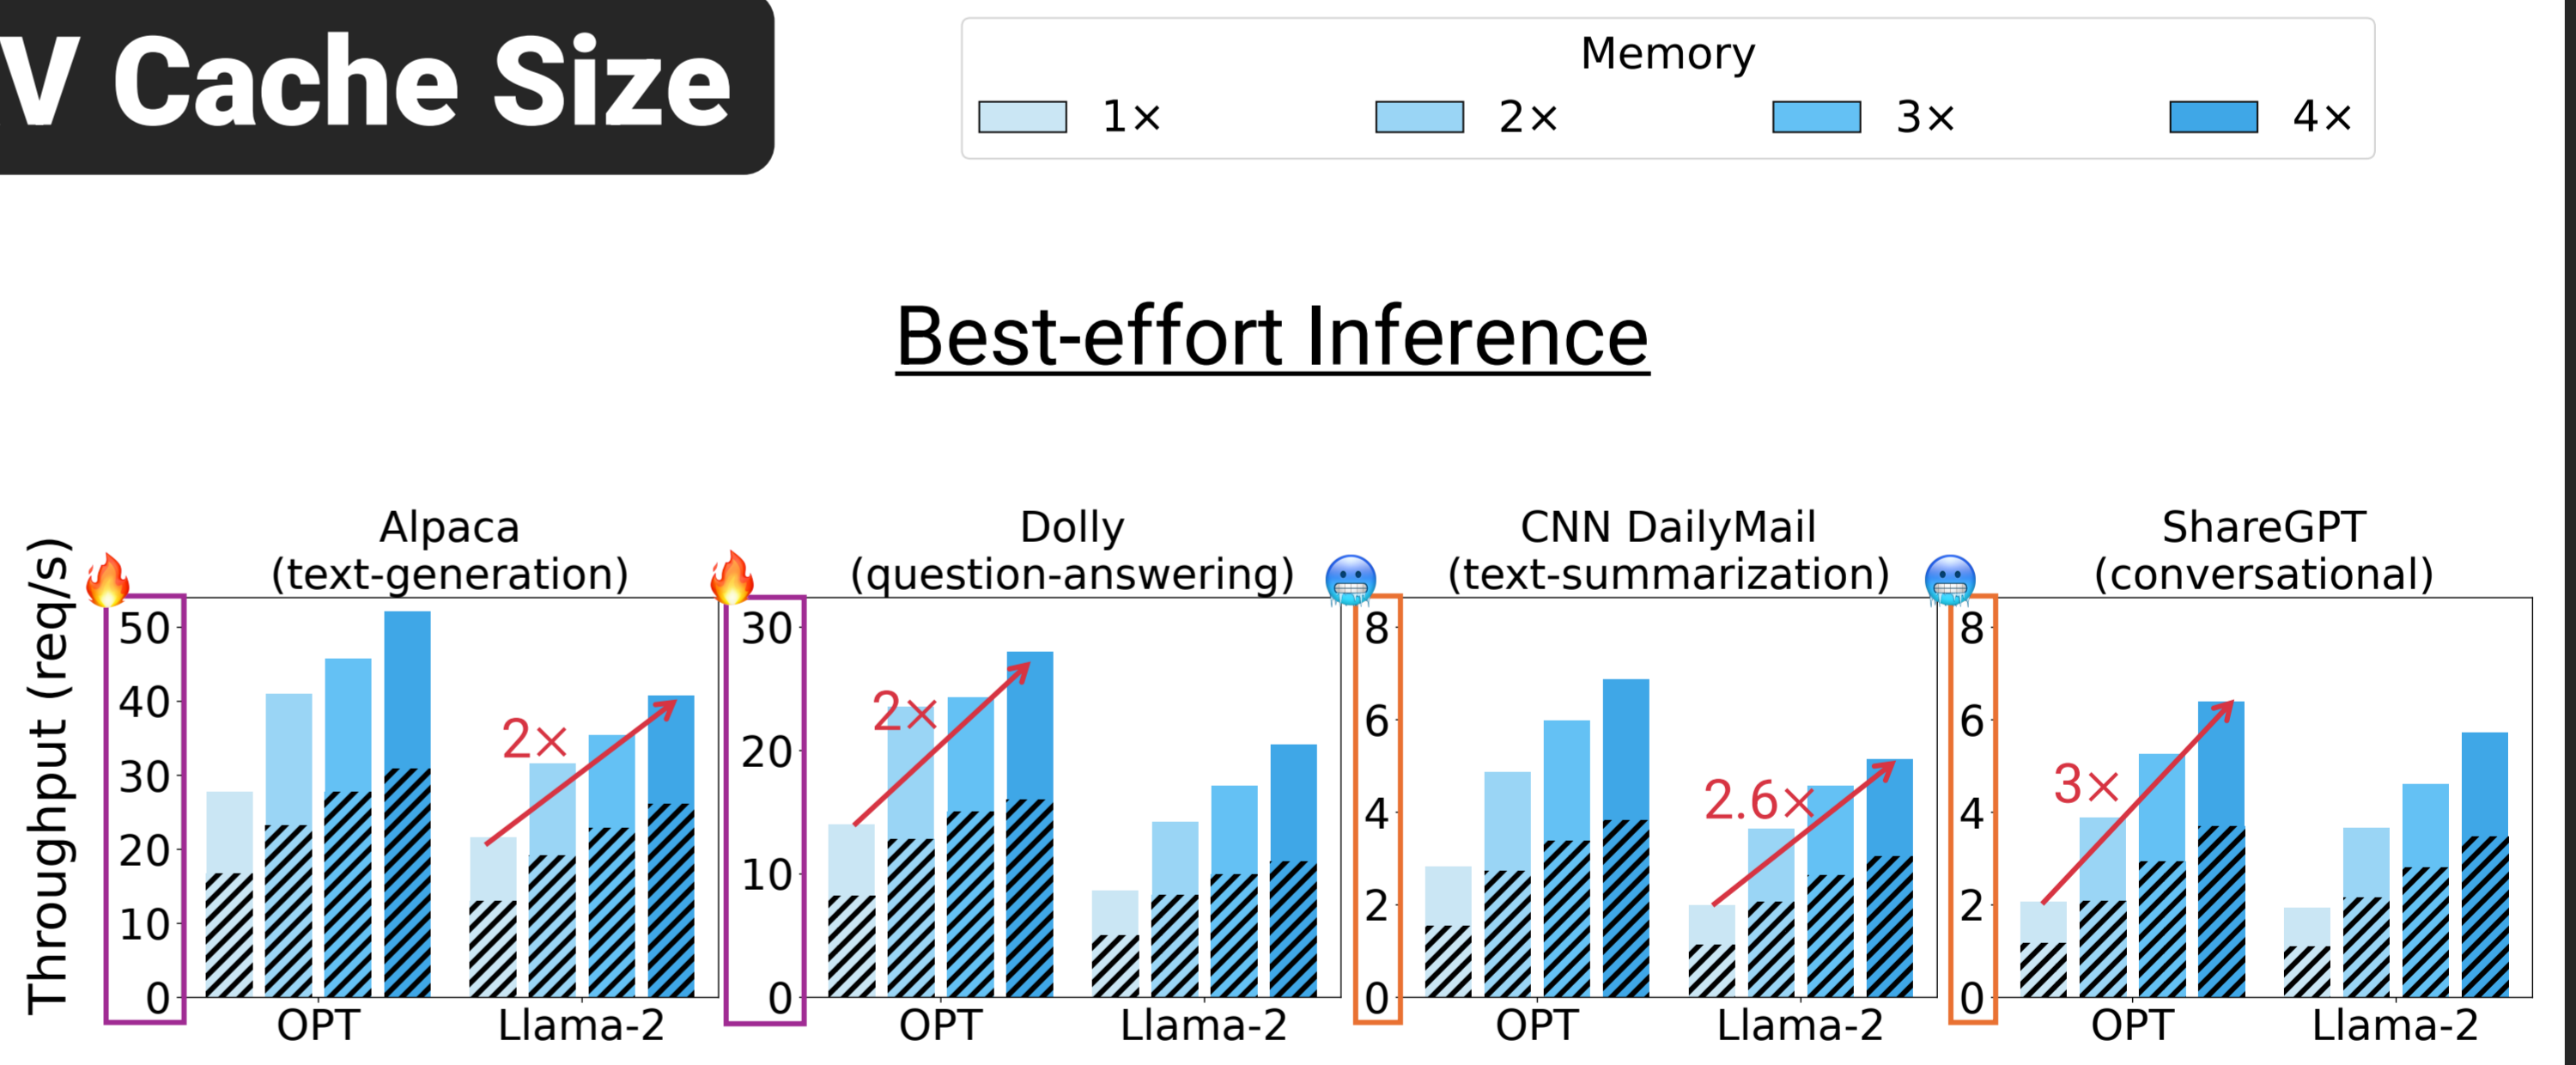 V Cache Size
Memory
1×
2×
3×
4×
Best-effort Inference
Throughput (req/s)
Alpaca
(text-generation)
50
40
30
20
10
0
2×
OPT
Llama-2
Dolly
(question-answering)
30
20
10
0
2×
OPT
Llama-2
CNN DailyMail
(text-summarization)
8
6
4
2
0
2.6×
OPT
Llama-2
ShareGPT
(conversational)
8
6
4
2
0
3×
OPT
Llama-2